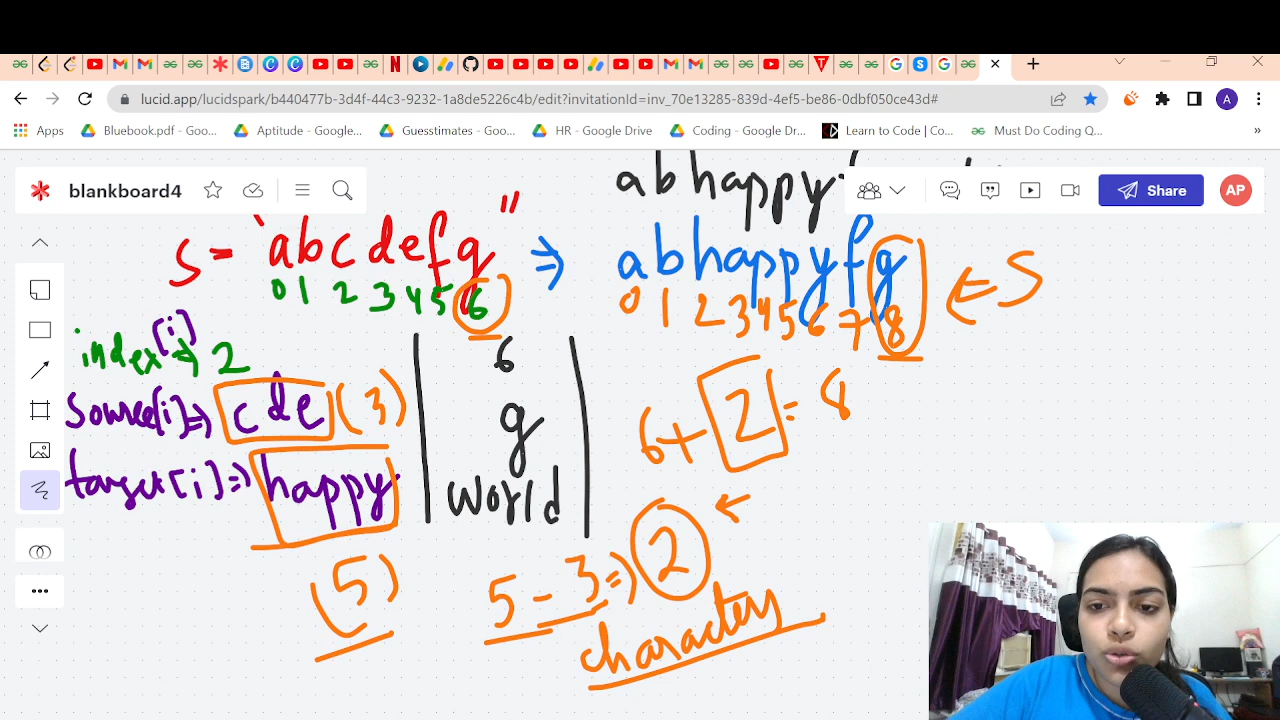 lucid.app/lucidspark/b440477b-3d4f-44c3-9232-1a8de5226c4b/edit?invitationId=inv_70e13285-839d-4ef5-be86-0dbf050ce43d#
A
Apps
Bluebook.pdf - Goo...
Aptitude - Google...
Guesstimates - Goo...
HR - Google Drive
Coding - Google Dr...
Learn to Code | Co...
Must Do Coding Q...
»
blankboard4
Share
AP
abhappy
S = "abcdefg" ⇒ abhappyfg ⇐ S
0 1 2 3 4 5 6
0 1 2 3 4 5 6 7 8
index[i] ⇒ 2
6
source[i] ⇒ cde (3)
g
6+2=8
target[i] ⇒ happy
world
(5)
5-3 ⇒ 2 ←
characters